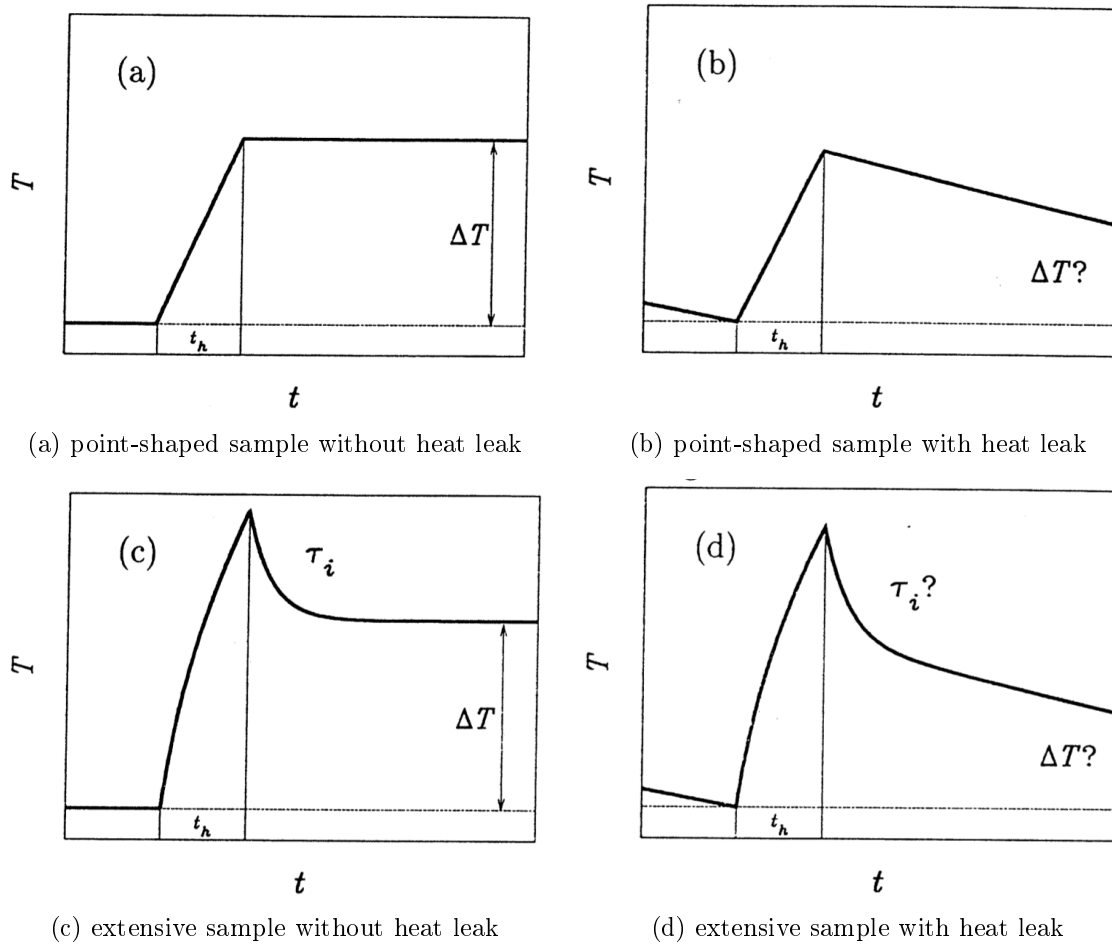 (a)
T
ΔT
t_h
t
(a) point-shaped sample without heat leak
(b)
T
ΔT?
t_h
t
(b) point-shaped sample with heat leak
(c)
τ_i
T
ΔT
t_h
t
(c) extensive sample without heat leak
(d)
τ_i?
T
ΔT?
t_h
t
(d) extensive sample with heat leak